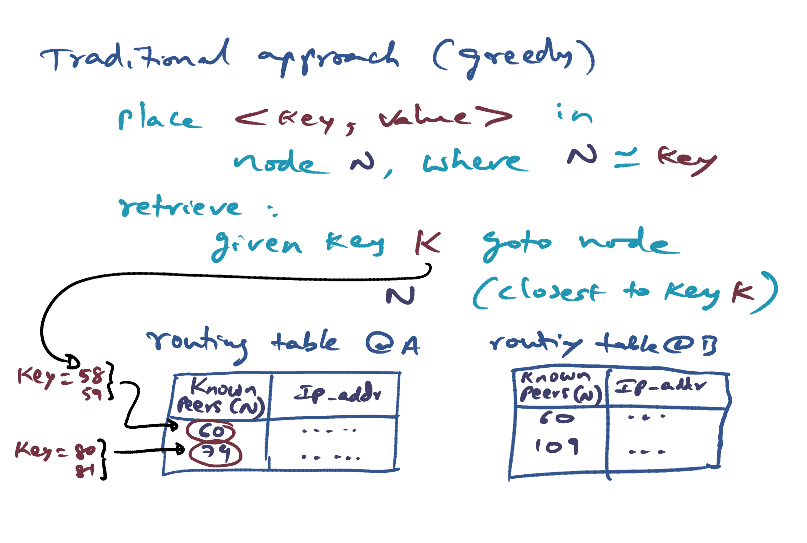 Traditional approach (greedy)
place <key, value> in
node N, where N ≃ key
retrieve :
given key K goto node
N (closest to key K)
routing table @ A
routing table @ B
Key = 58
59
Known Peers (N)
IP_addr
60
.....
79
.....
Key = 80
81
Known Peers (N)
IP_addr
60
...
109
...